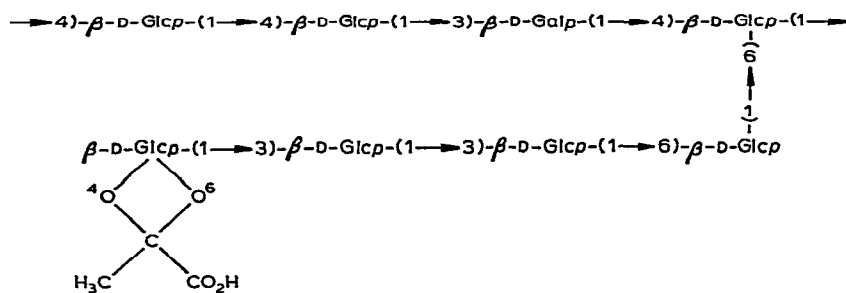 →4)-β-D-Glcp-(1→4)-β-D-Glcp-(1→3)-β-D-Galp-(1→4)-β-D-Glcp-(1→
6)
↑
1
β-D-Glcp-(1→3)-β-D-Glcp-(1→3)-β-D-Glcp-(1→6)-β-D-Glcp
4O O6
C
H₃C CO₂H